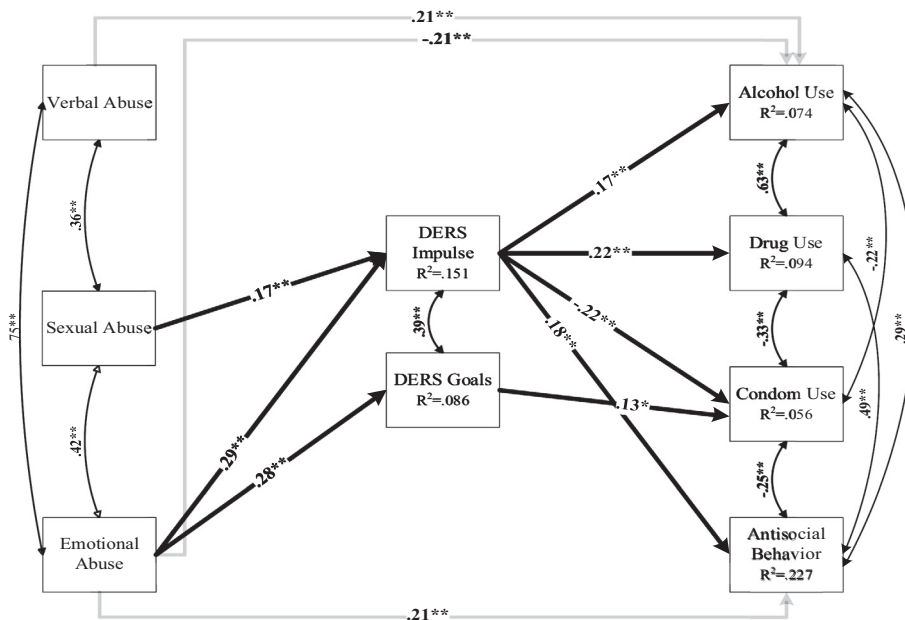 .21**
-.21**
Verbal Abuse
Alcohol Use
R²=.074
.75**
.36**
.17**
.63**
-.22**
.29**
DERS
Impulse
R²=.151
.22**
Drug Use
R²=.094
Sexual Abuse
.17**
.39**
-.22**
.18**
-.33**
DERS Goals
R²=.086
.13*
Condom Use
R²=.056
.49**
.42**
.29**
.28**
-.25**
Emotional
Abuse
Antisocial
Behavior
R²=.227
.21**